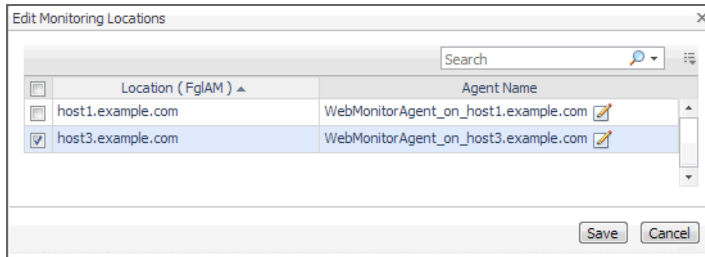 Edit Monitoring Locations
Search
Location ( FglAM ) Agent Name
host1.example.com WebMonitorAgent_on_host1.example.com
host3.example.com WebMonitorAgent_on_host3.example.com
Save Cancel